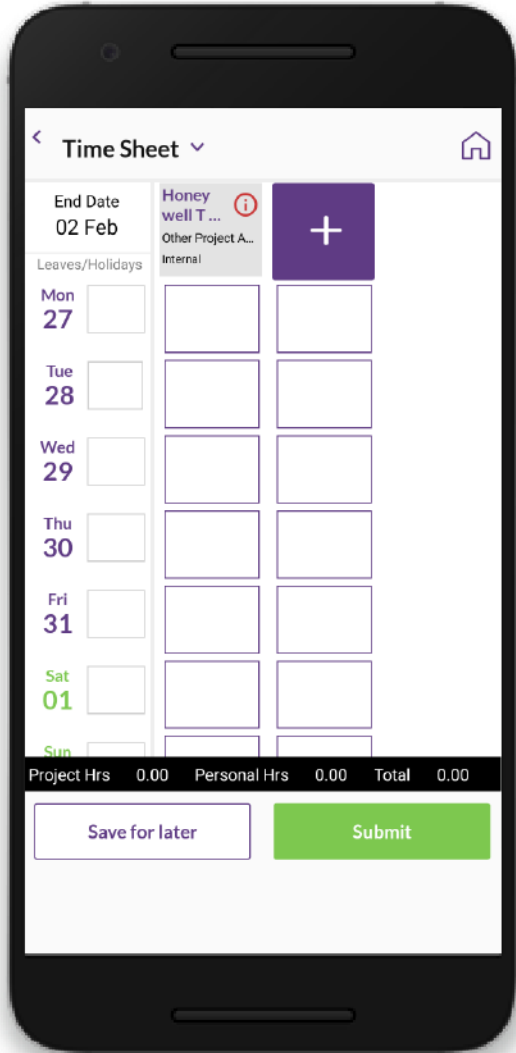 Time Sheet
End Date
02 Feb
Leaves/Holidays
Honey
well T ...
Other Project A...
Internal
+
Mon
27
Tue
28
Wed
29
Thu
30
Fri
31
Sat
01
Sun
Project Hrs 0.00 Personal Hrs 0.00 Total 0.00
Save for later
Submit